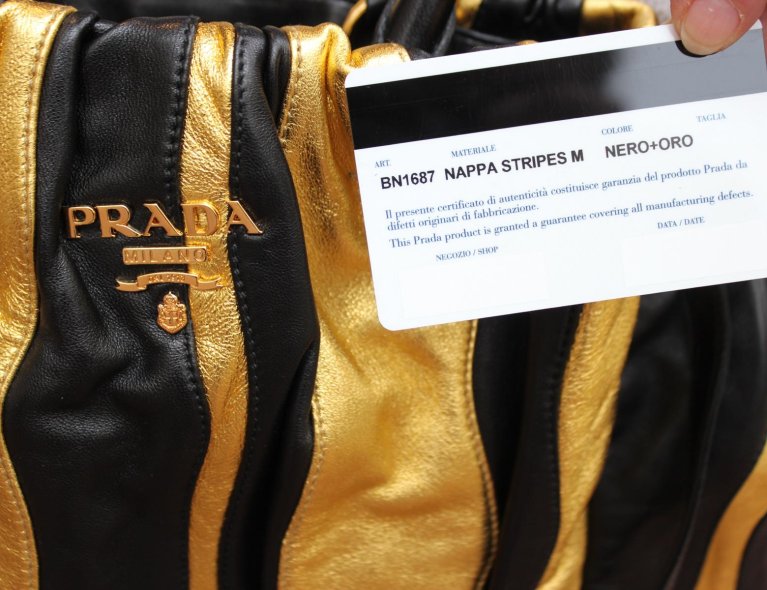 PRADA
MILANO
ART.
MATERIALE
COLORE
TAGLIA
BN1687 NAPPA STRIPES M NERO+ORO
Il presente certificato di autenticità costituisce garanzia del prodotto Prada da
difetti originari di fabbricazione.
This Prada product is granted a guarantee covering all manufacturing defects.
NEGOZIO / SHOP
DATA / DATE